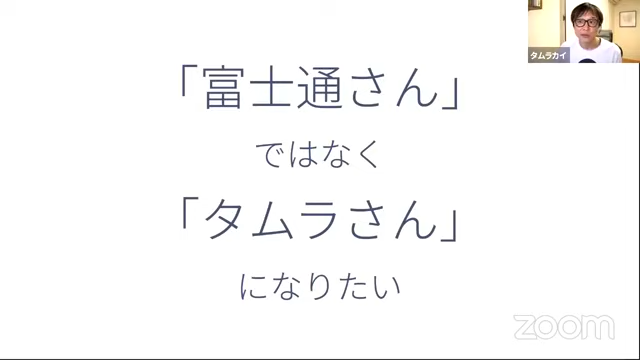 タムラカイ
「富士通さん」
ではなく
「タムラさん」
になりたい
zoom